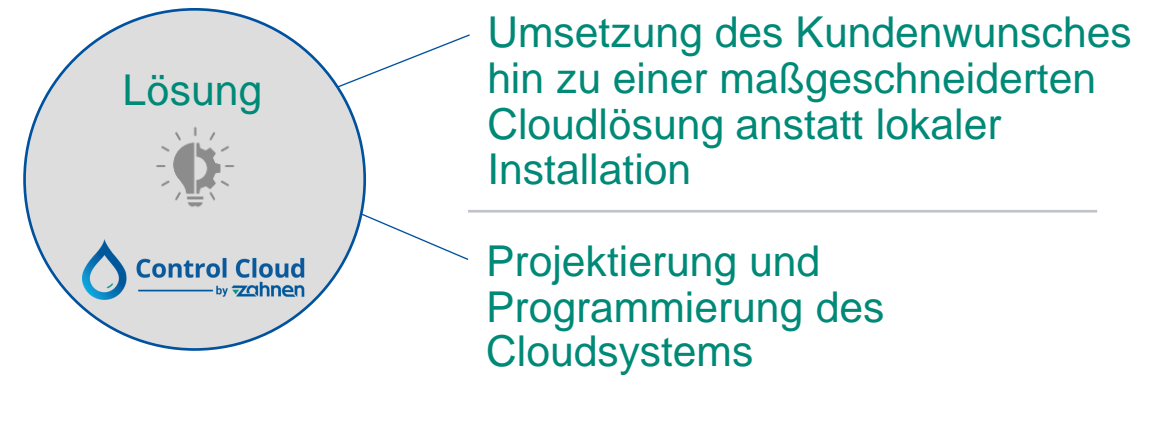 Lösung
Control Cloud
by zahnen
Umsetzung des Kundenwunsches
hin zu einer maßgeschneiderten
Cloudlösung anstatt lokaler
Installation
Projektierung und
Programmierung des
Cloudsystems